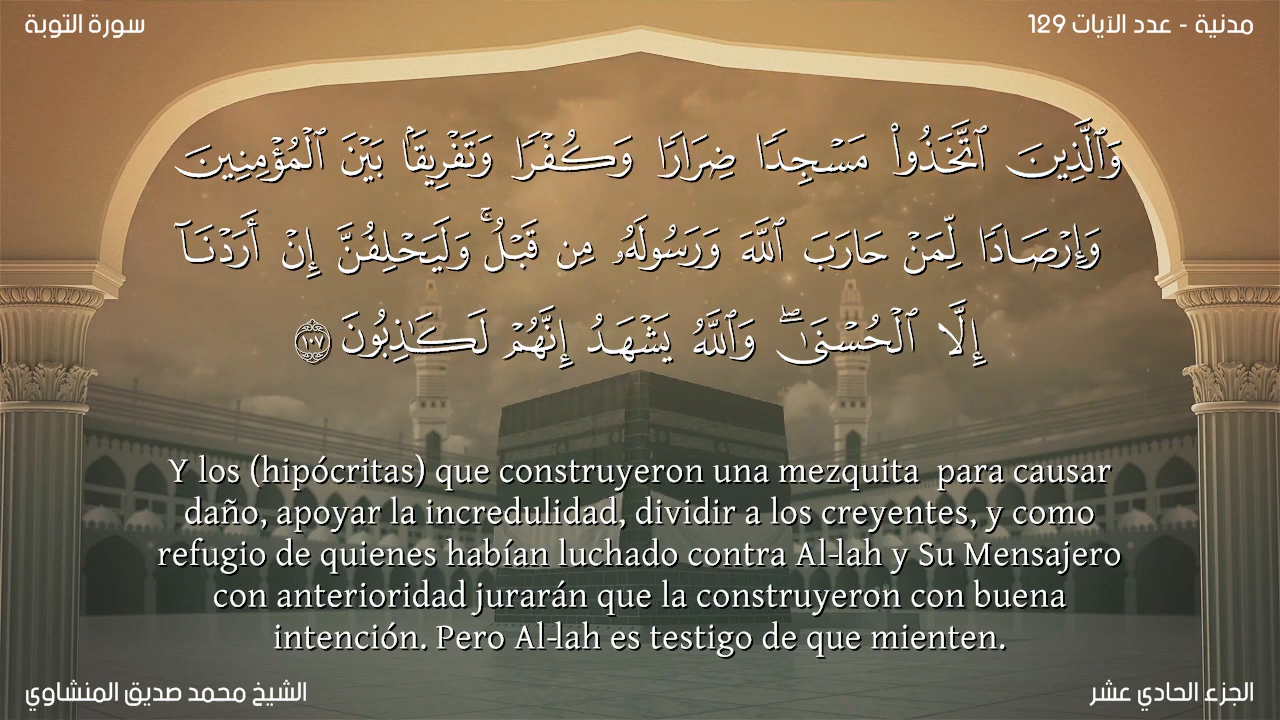 مدنية - عدد الآيات 129
سورة التوبة
وَٱلَّذِينَ ٱتَّخَذُوا۟ مَسْجِدًا ضِرَارًا وَكُفْرًا وَتَفْرِيقًۢا بَيْنَ ٱلْمُؤْمِنِينَ
وَإِرْصَادًا لِّمَنْ حَارَبَ ٱللَّهَ وَرَسُولَهُۥ مِن قَبْلُ ۚ وَلَيَحْلِفُنَّ إِنْ أَرَدْنَآ
إِلَّا ٱلْحُسْنَىٰ ۖ وَٱللَّهُ يَشْهَدُ إِنَّهُمْ لَكَـٰذِبُونَ ١٠٧
Y los (hipócritas) que construyeron una mezquita  para causar
daño, apoyar la incredulidad, dividir a los creyentes, y como
refugio de quienes habían luchado contra Al-lah y Su Mensajero
con anterioridad jurarán que la construyeron con buena
intención. Pero Al-lah es testigo de que mienten.
الجزء الحادي عشر
الشيخ محمد صديق المنشاوي